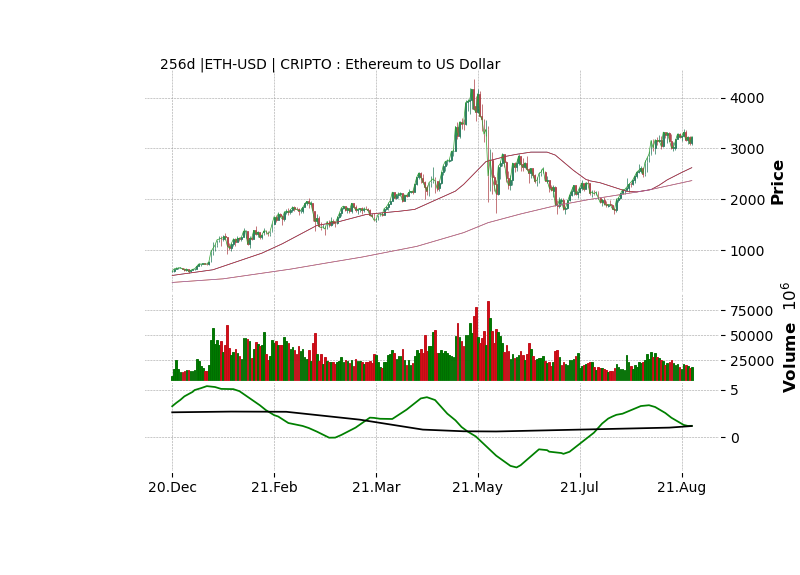 256d |ETH-USD | CRIPTO : Ethereum to US Dollar
4000
3000
2000
1000
Price
75000
50000
25000
Volume 10^6
5
0
20.Dec 21.Feb 21.Mar 21.May 21.Jul 21.Aug